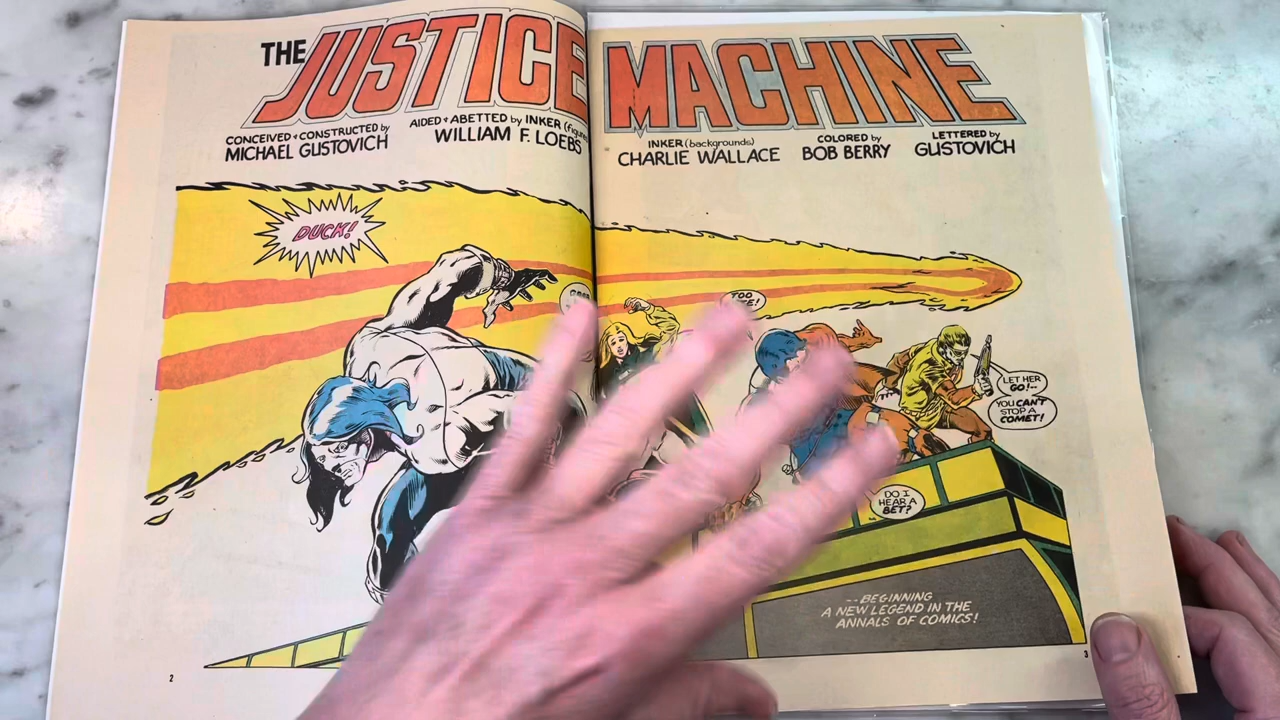 THE JUSTICE MACHINE
CONCEIVED & CONSTRUCTED by
MICHAEL GUSTOVICH
AIDED & ABETTED by INKER (figures
WILLIAM F. LOEBS
INKER (backgrounds)
CHARLIE WALLACE
COLORED by
BOB BERRY
LETTERED by
GUSTOVICH
DUCK!
TOO
LET HER
GO!--
YOU CAN'T
STOP A
COMET!
DO I
HEAR A
BET?
--BEGINNING
A NEW LEGEND IN THE
ANNALS OF COMICS!
2
3